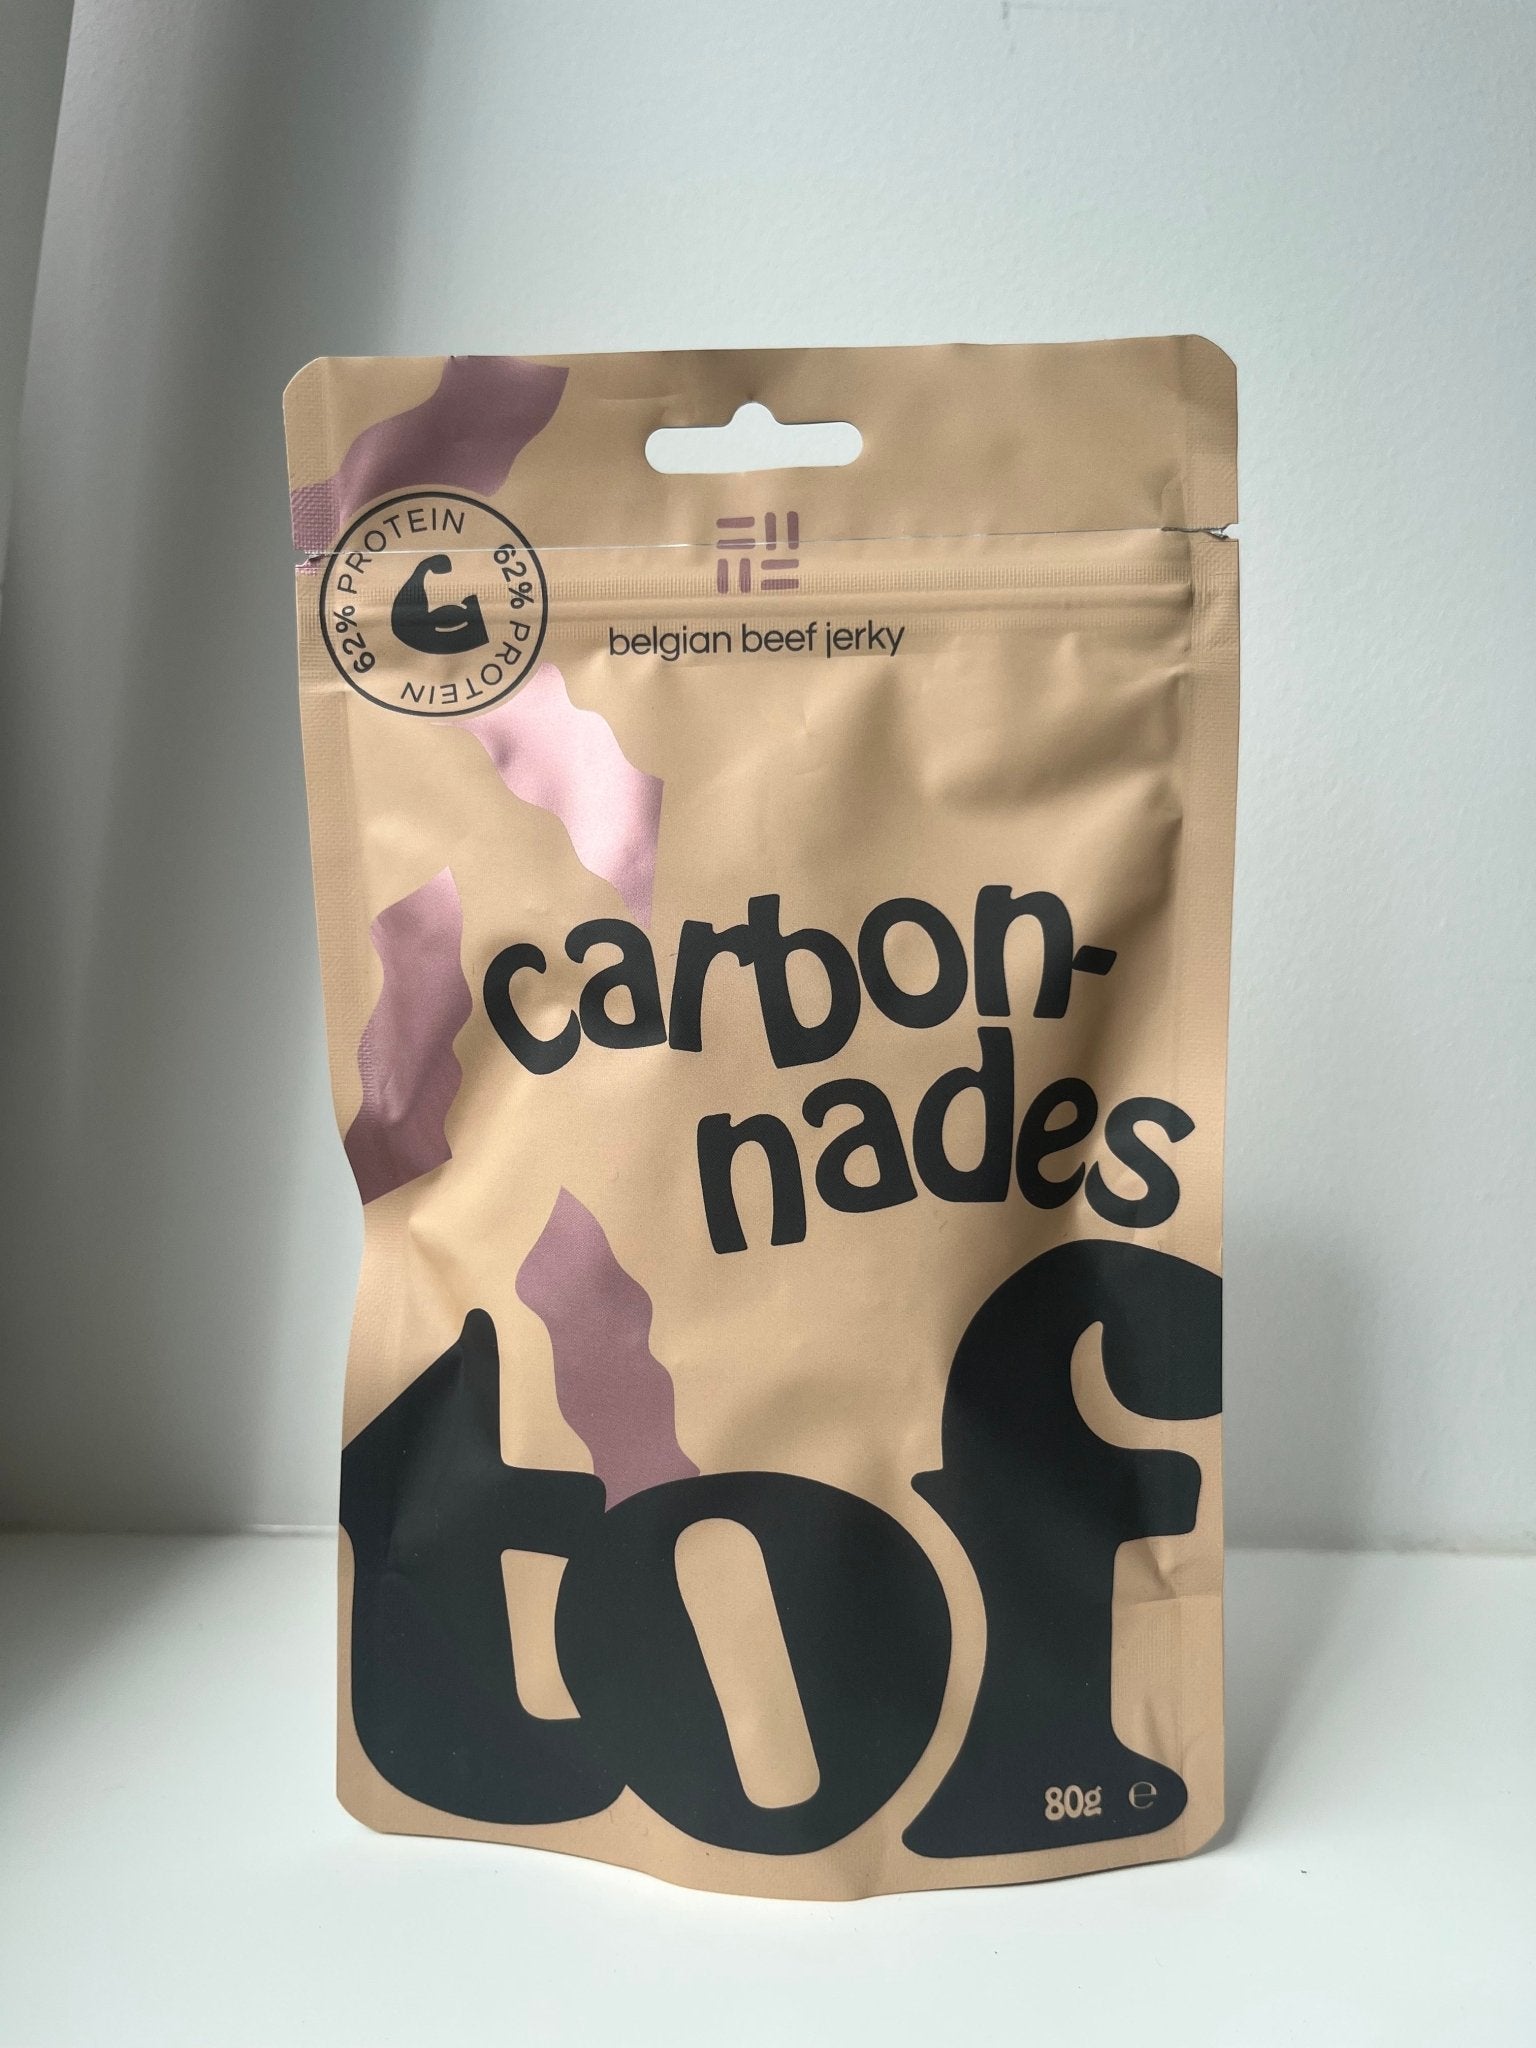 62% PROTEIN 62% PROTEIN
belgian beef jerky
carbon-
nades
tof
80g ℮